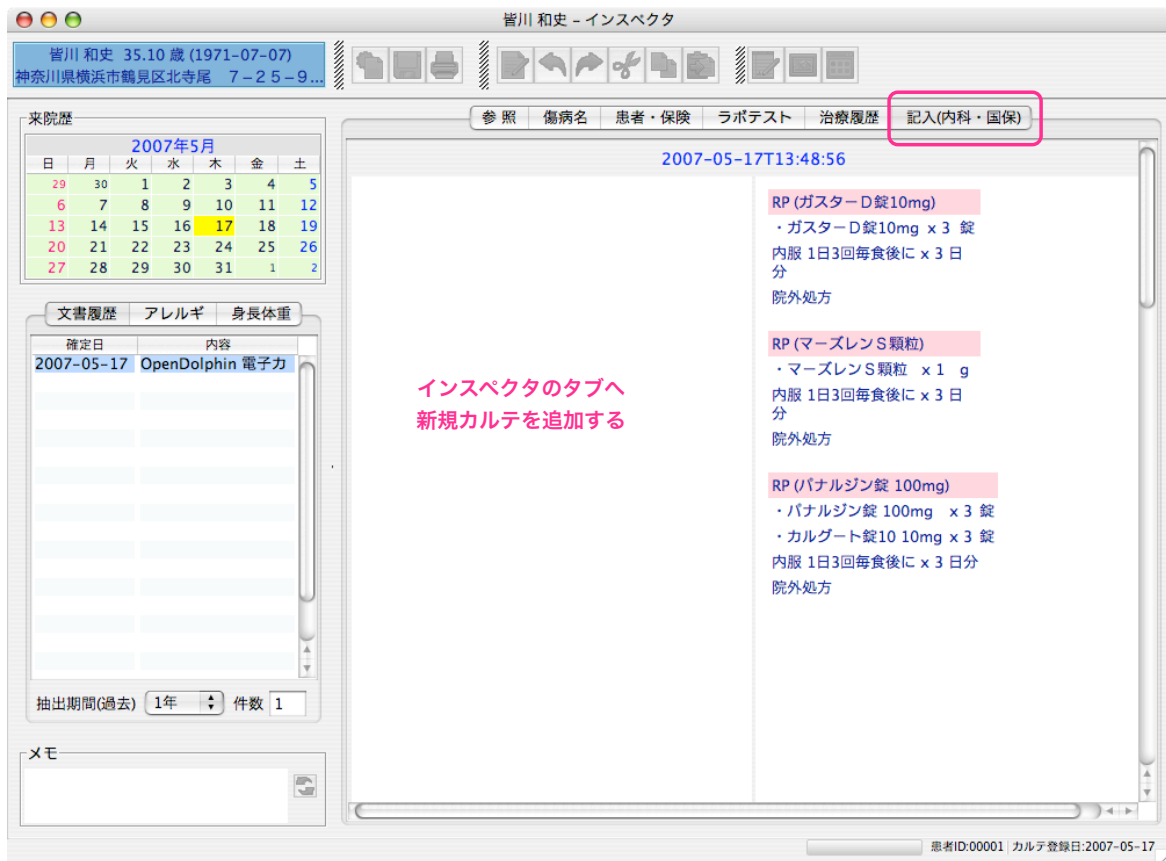 皆川 和史 – インスペクタ
皆川 和史 35.10 歳 (1971-07-07)
神奈川県横浜市鶴見区北寺尾 7−25−9...
来院歴
2007年5月
日 月 火 水 木 金 土
29 30 1 2 3 4 5
6 7 8 9 10 11 12
13 14 15 16 17 18 19
20 21 22 23 24 25 26
27 28 29 30 31 1 2
文書履歴 アレルギ 身長体重
確定日 内容
2007-05-17 OpenDolphin 電子カ
抽出期間(過去) 1年 件数 1
メモ
参 照 傷病名 患者・保険 ラボテスト 治療履歴 記入(内科・国保)
2007-05-17T13:48:56
インスペクタのタブへ
新規カルテを追加する
RP (ガスターD錠10mg)
・ガスターD錠10mg x 3 錠
内服 1日3回毎食後に x 3 日
分
院外処方
RP (マーズレンS顆粒)
・マーズレンS顆粒 x 1 g
内服 1日3回毎食後に x 3 日
分
院外処方
RP (パナルジン錠 100mg)
・パナルジン錠 100mg x 3 錠
・カルグート錠10 10mg x 3 錠
内服 1日3回毎食後に x 3 日分
院外処方
患者ID:00001 カルテ登録日:2007-05-17